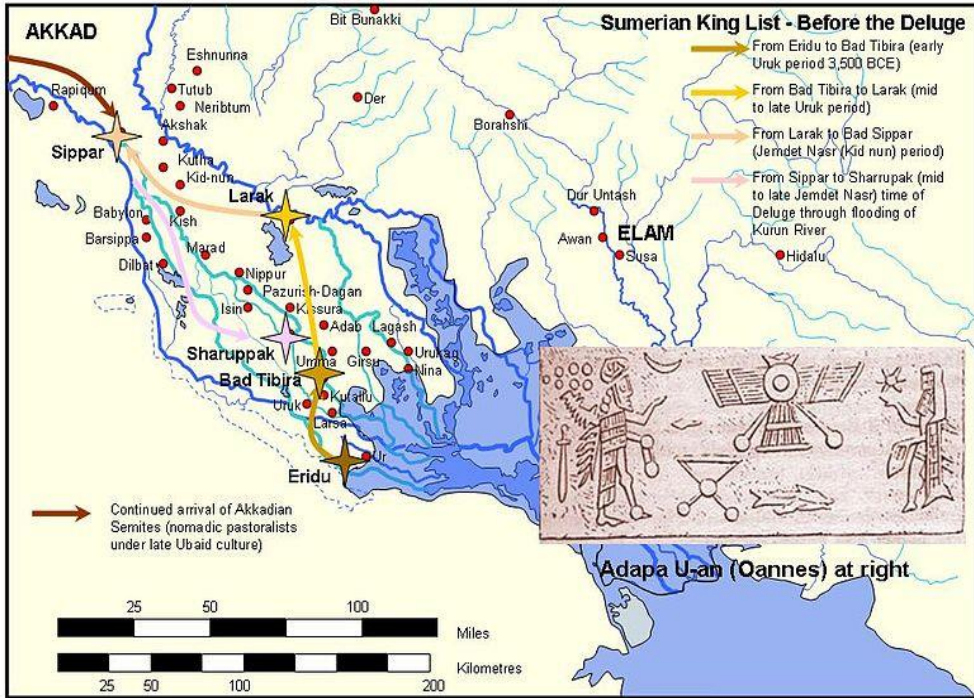 Sumerian King List - Before the Deluge
From Eridu to Bad Tibira (early
Uruk period 3,500 BCE)
From Bad Tibira to Larak (mid
to late Uruk period)
From Larak to Bad Sippar
(Jemdet Nasr (Kid nun) period)
From Sippar to Sharrupak (mid
to late Jemdet Nasr) time of
Deluge through flooding of
Kurun River
Bit Bunakki
AKKAD
Eshnunna
Rapiqum
Tutub
Neribtum
Der
Borahshi
Akshak
Sippar
Kutha
Kid-nun
Larak
Dur Untash
Babylon
Kish
Barsippa
Marad
Awan
ELAM
Susa
Hidalu
Dilbat
Nippur
Pazurish-Dagan
Isin
Kissura
Adab
Lagash
Sharuppak
Umma
Girsu
Urukag
Nina
Bad Tibira
Uruk
Kutallu
Larsa
Ur
Eridu
Continued arrival of Akkadian
Semites (nomadic pastoralists
under late Ubaid culture)
Adapa U-an (Oannes) at right
25 50 100
Miles
Kilometres
25 50 100 200